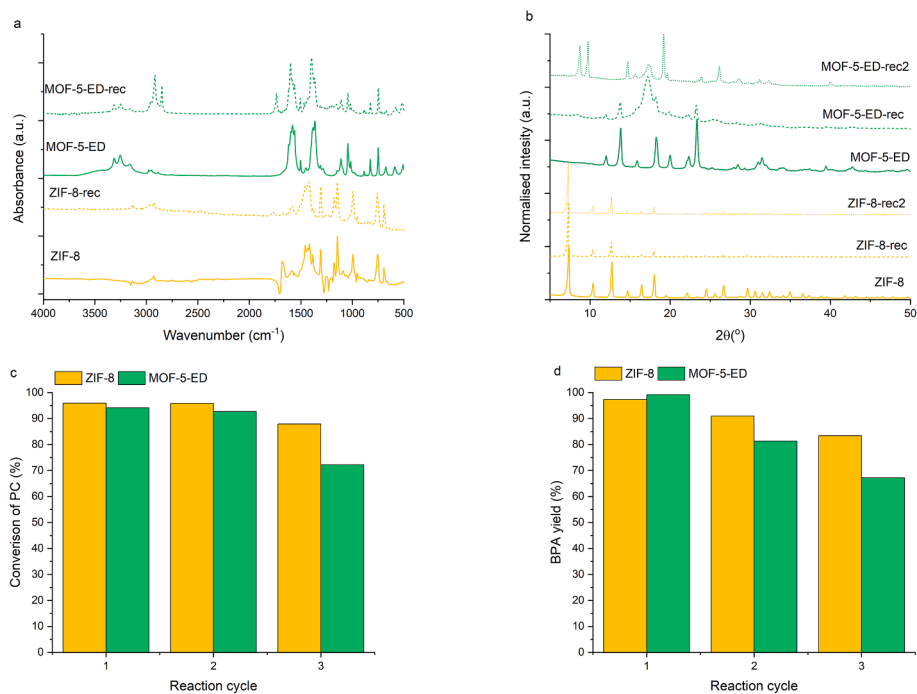 a
Absorbance (a.u.)
MOF-5-ED-rec
MOF-5-ED
ZIF-8-rec
ZIF-8
4000 3500 3000 2500 2000 1500 1000 500
Wavenumber (cm-1)
b
Normalised intesity (a.u.)
MOF-5-ED-rec2
MOF-5-ED-rec
MOF-5-ED
ZIF-8-rec2
ZIF-8-rec
ZIF-8
10 20 30 40 50
2θ(°)
c
ZIF-8 MOF-5-ED
Converison of PC (%)
100
90
80
70
60
50
40
30
20
10
0
1 2 3
Reaction cycle
d
ZIF-8 MOF-5-ED
BPA yield (%)
100
90
80
70
60
50
40
30
20
10
0
1 2 3
Reaction cycle